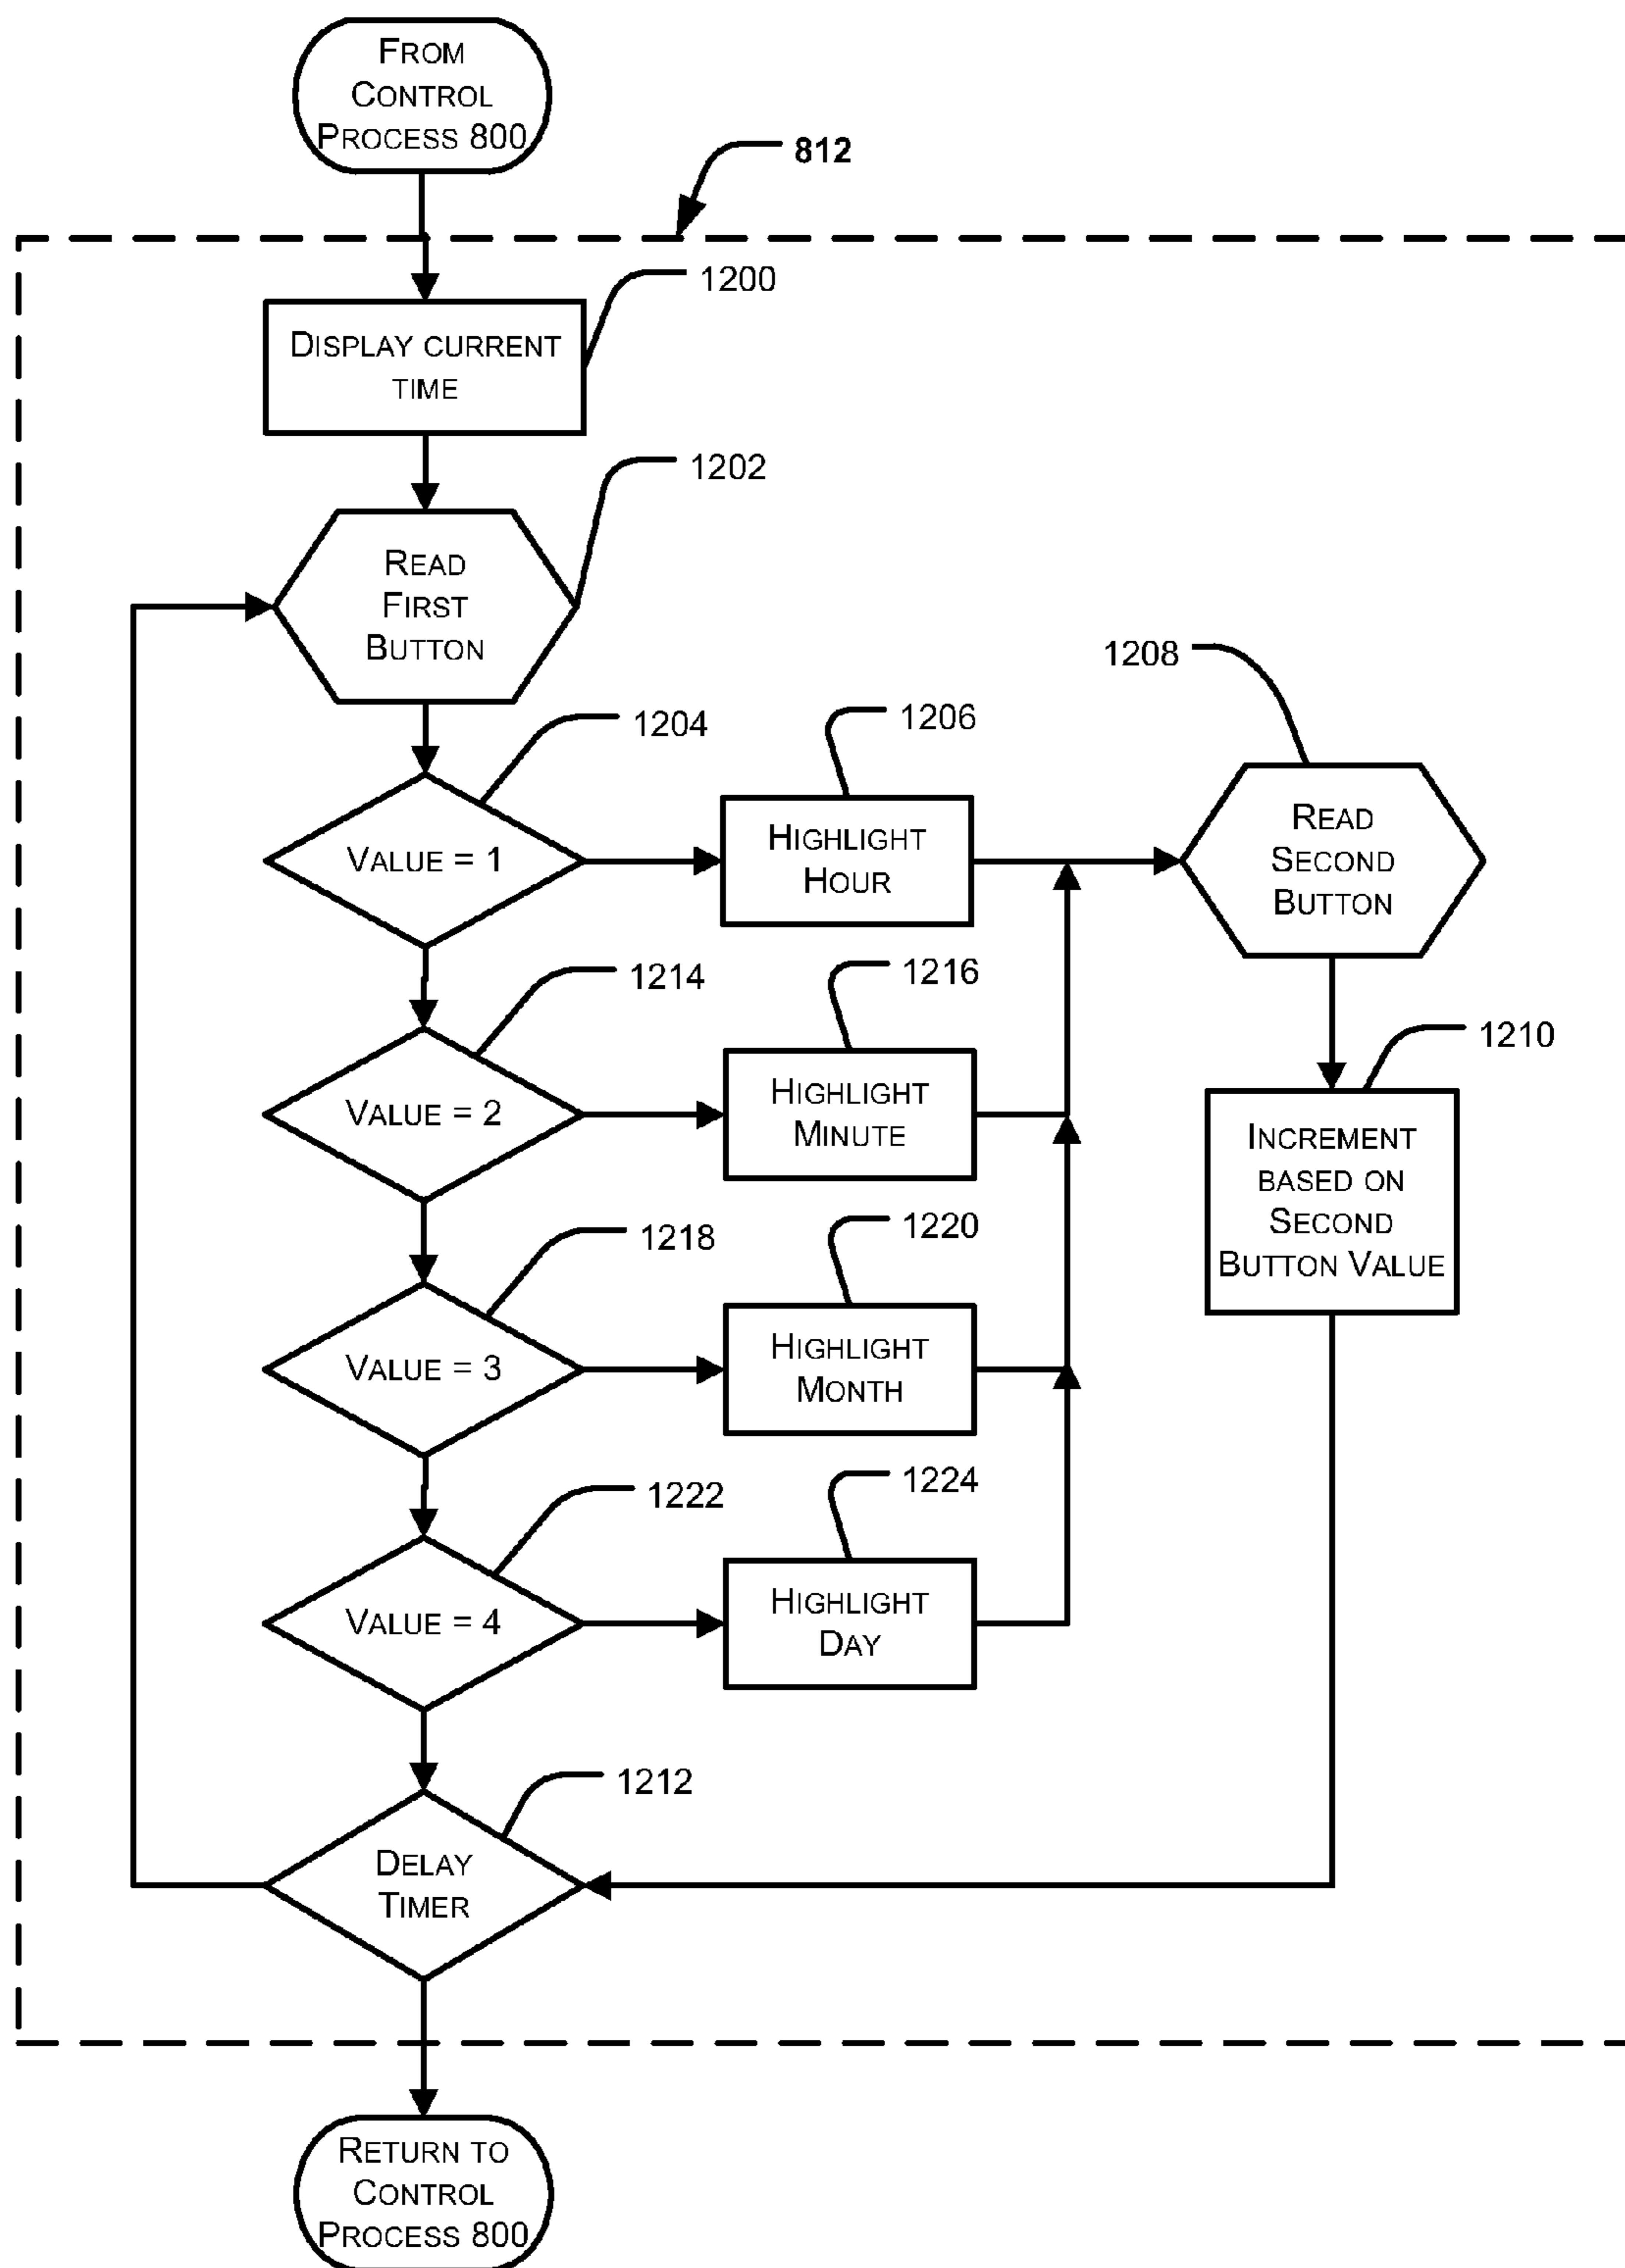 FROM
CONTROL
PROCESS 800
812
1200
DISPLAY CURRENT
TIME
1202
READ
FIRST
BUTTON
1204
VALUE = 1
1206
HIGHLIGHT
HOUR
1208
READ
SECOND
BUTTON
1214
VALUE = 2
1216
HIGHLIGHT
MINUTE
1210
INCREMENT
BASED ON
SECOND
BUTTON VALUE
1218
VALUE = 3
1220
HIGHLIGHT
MONTH
1222
VALUE = 4
1224
HIGHLIGHT
DAY
1212
DELAY
TIMER
RETURN TO
CONTROL
PROCESS 800